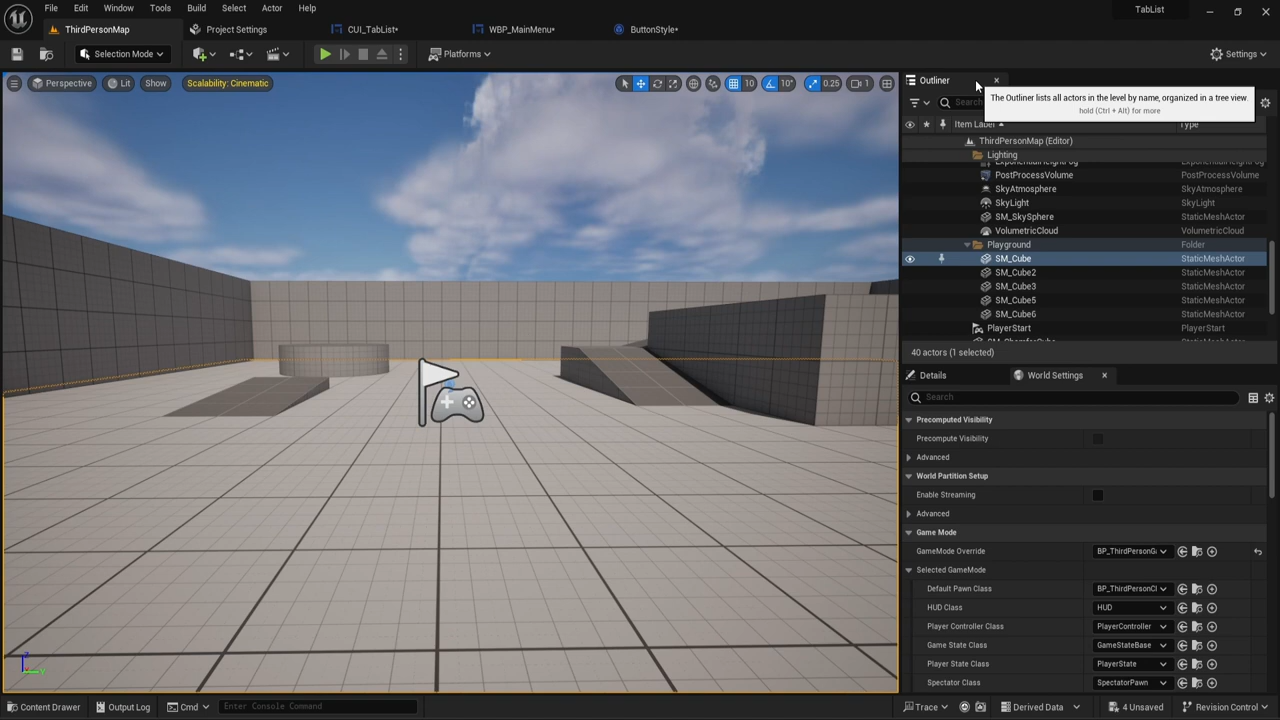 File Edit Window Tools Build Select Actor Help
TabList
ThirdPersonMap Project Settings CUI_TabList* WBP_MainMenu* ButtonStyle*
Selection Mode Platforms Settings
Perspective Lit Show Scalability: Cinematic 10 10° 0.25 1
Outliner
The Outliner lists all actors in the level by name, organized in a tree view
hold (Ctrl + Alt) for more
Search
Item Label Type
ThirdPersonMap (Editor)
Lighting
PostProcessVolume PostProcessVolume
SkyAtmosphere SkyAtmosphere
SkyLight SkyLight
SM_SkySphere StaticMeshActor
VolumetricCloud VolumetricCloud
Playground Folder
SM_Cube StaticMeshActor
SM_Cube2 StaticMeshActor
SM_Cube3 StaticMeshActor
SM_Cube5 StaticMeshActor
SM_Cube6 StaticMeshActor
PlayerStart PlayerStart
40 actors (1 selected)
Details World Settings
Search
Precomputed Visibility
Precompute Visibility
Advanced
World Partition Setup
Enable Streaming
Advanced
Game Mode
GameMode Override BP_ThirdPersonG
Selected GameMode
Default Pawn Class BP_ThirdPersonCl
HUD Class HUD
Player Controller Class PlayerController
Game State Class GameStateBase
Player State Class PlayerState
Spectator Class SpectatorPawn
Content Drawer Output Log Cmd Enter Console Command Trace Derived Data 4 Unsaved Revision Control